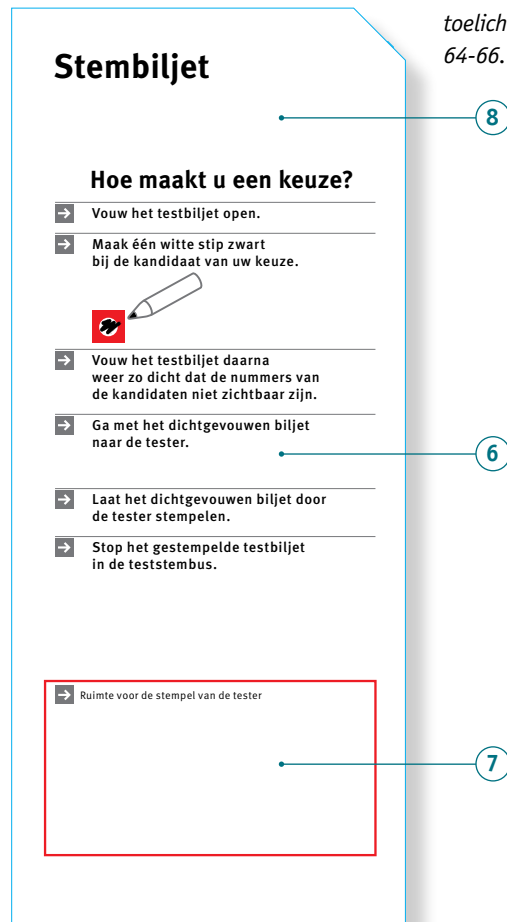 toelich
64-66.
Stembiljet
8
Hoe maakt u een keuze?
Vouw het testbiljet open.
Maak één witte stip zwart
bij de kandidaat van uw keuze.
Vouw het testbiljet daarna
weer zo dicht dat de nummers van
de kandidaten niet zichtbaar zijn.
Ga met het dichtgevouwen biljet
naar de tester.
6
Laat het dichtgevouwen biljet door
de tester stempelen.
Stop het gestempelde testbiljet
in de teststembus.
Ruimte voor de stempel van de tester
7